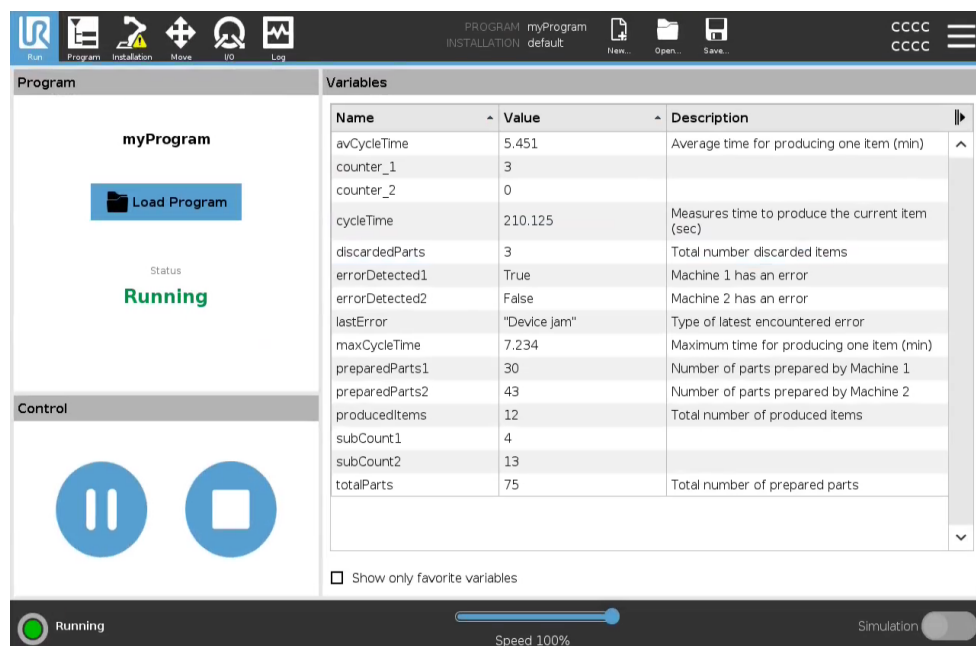 UR
PROGRAM myProgram
INSTALLATION default
CCCC
CCCC
Run Program Installation Move I/O Log New... Open... Save...
Program
Variables
myProgram
Load Program
Status
Running
Control
Name Value Description
avCycleTime 5.451 Average time for producing one item (min)
counter_1 3
counter_2 0
cycleTime 210.125 Measures time to produce the current item
(sec)
discardedParts 3 Total number discarded items
errorDetected1 True Machine 1 has an error
errorDetected2 False Machine 2 has an error
lastError "Device jam" Type of latest encountered error
maxCycleTime 7.234 Maximum time for producing one item (min)
preparedParts1 30 Number of parts prepared by Machine 1
preparedParts2 43 Number of parts prepared by Machine 2
producedItems 12 Total number of produced items
subCount1 4
subCount2 13
totalParts 75 Total number of prepared parts
Show only favorite variables
Running
Speed 100%
Simulation